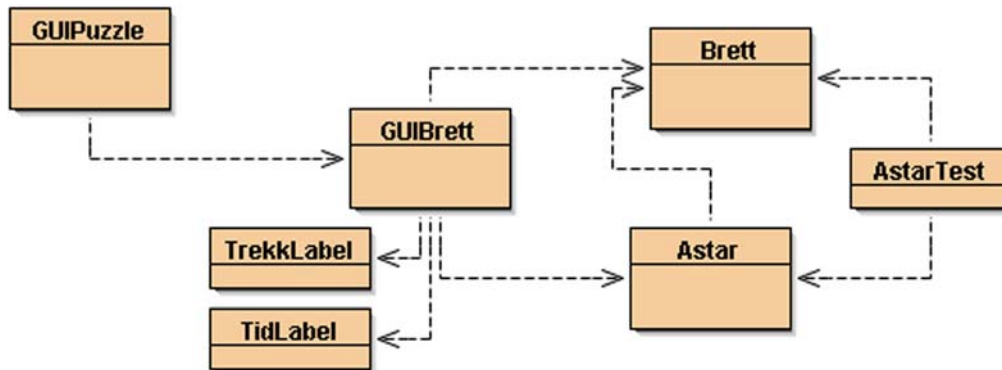 GUIPuzzle
Brett
GUIBrett
AstarTest
TrekkLabel
Astar
TidLabel